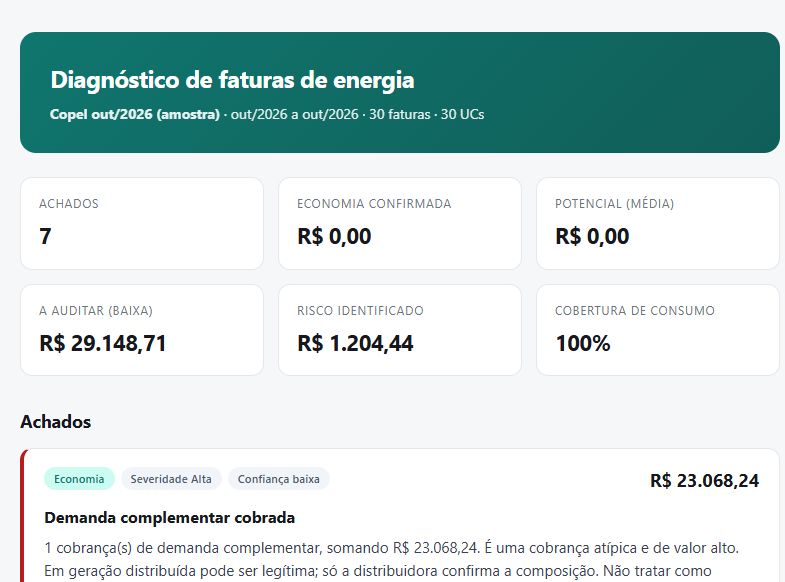 Diagnóstico de faturas de energia
Copel out/2026 (amostra) · out/2026 a out/2026 · 30 faturas · 30 UCs
ACHADOS
7
ECONOMIA CONFIRMADA
R$ 0,00
POTENCIAL (MÉDIA)
R$ 0,00
A AUDITAR (BAIXA)
R$ 29.148,71
RISCO IDENTIFICADO
R$ 1.204,44
COBERTURA DE CONSUMO
100%
Achados
Economia Severidade Alta Confiança baixa R$ 23.068,24
Demanda complementar cobrada
1 cobrança(s) de demanda complementar, somando R$ 23.068,24. É uma cobrança atípica e de valor alto.
Em geração distribuída pode ser legítima; só a distribuidora confirma a composição. Não tratar como